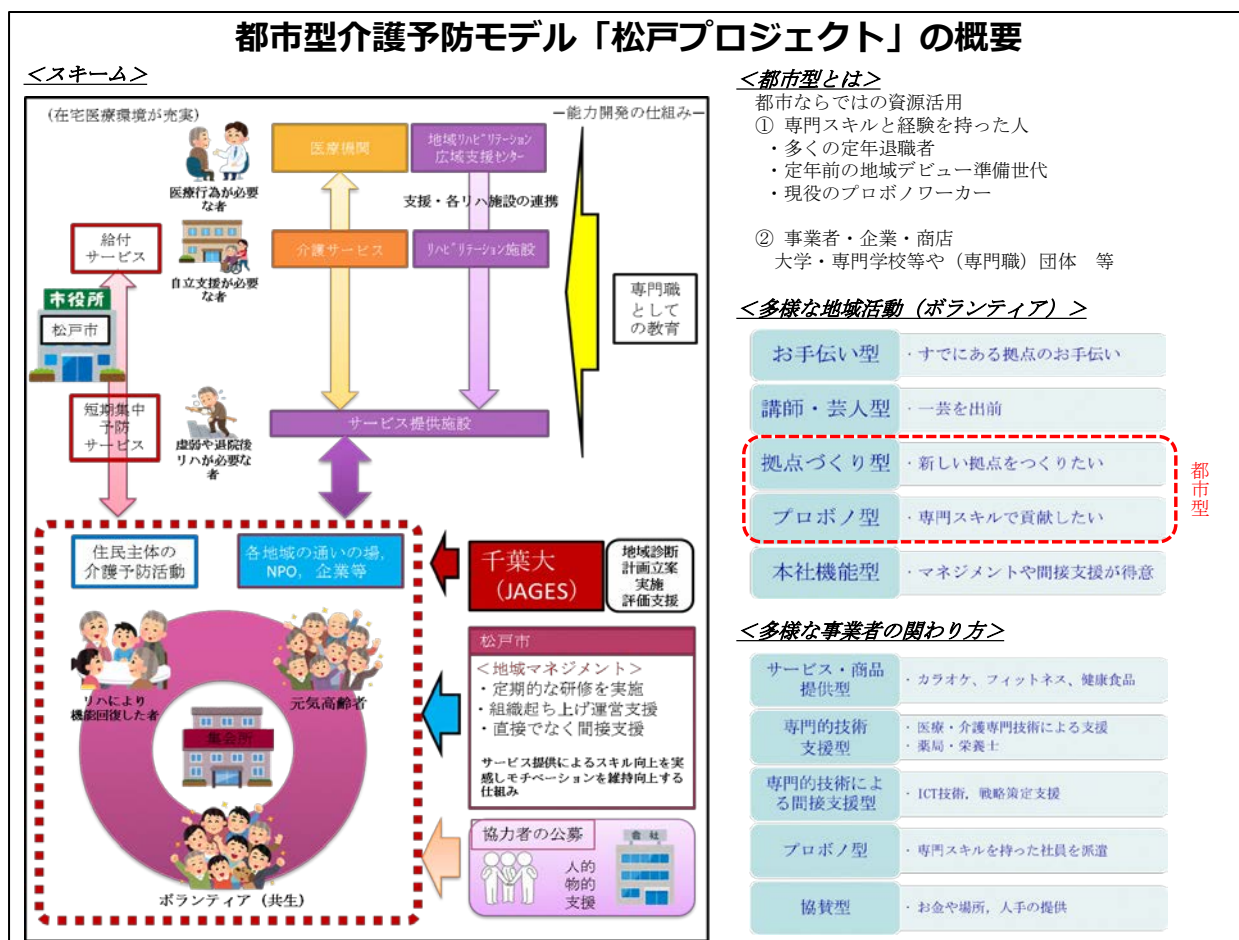 都市型介護予防モデル「松戸プロジェクト」の概要
＜スキーム＞
(在宅医療環境が充実)
―能力開発の仕組み―
医療機関
地域リハビリテーション
広域支援センター
医療行為が必要
な者
支援・各リハ施設の連携
給付
サービス
介護サービス
リハビリテーション施設
自立支援が必要
な者
市役所
松戸市
専門職
として
の教育
短期集中
予防
サービス
虚弱や退院後
リハが必要な
者
サービス提供施設
住民主体の
介護予防活動
各地域の通いの場,
NPO, 企業等
千葉大
（JAGES）
地域診断
計画立案
実施
評価支援
リハにより
機能回復した者
元気高齢者
集会所
ボランティア（共生）
松戸市
＜地域マネジメント＞
・定期的な研修を実施
・組織起ち上げ運営支援
・直接でなく間接支援
サービス提供によるスキル向上を実
感しモチベーションを維持向上する
仕組み
協力者の公募
会社
人的
物的
支援
＜都市型とは＞
都市ならではの資源活用
① 専門スキルと経験を持った人
・多くの定年退職者
・定年前の地域デビュー準備世代
・現役のプロボノワーカー
② 事業者・企業・商店
大学・専門学校等や（専門職）団体　等
＜多様な地域活動（ボランティア）＞
お手伝い型
・すでにある拠点のお手伝い
講師・芸人型
・一芸を出前
拠点づくり型
・新しい拠点をつくりたい
プロボノ型
・専門スキルで貢献したい
都市型
本社機能型
・マネジメントや間接支援が得意
＜多様な事業者の関わり方＞
サービス・商品
提供型
・カラオケ、フィットネス、健康食品
専門的技術
支援型
・医療・介護専門技術による支援
・薬局・栄養士
専門的技術によ
る間接支援型
・ICT技術, 戦略策定支援
プロボノ型
・専門スキルを持った社員を派遣
協賛型
・お金や場所, 人手の提供